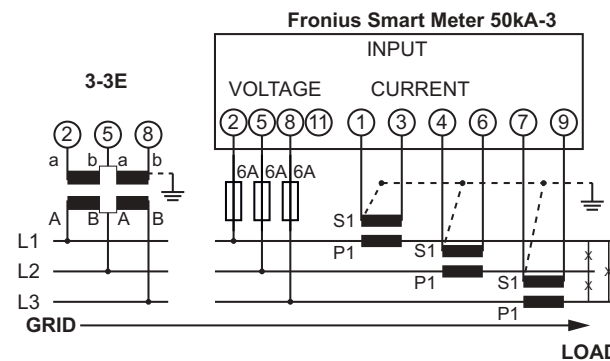 Fronius Smart Meter 50kA-3
INPUT
3-3E
VOLTAGE CURRENT
2 5 8 2 5 8 11 1 3 4 6 7 9
a b a b
6A 6A 6A
A B A B
S1
L1
P1 S1
L2
P1 S1
L3
P1
x
x
x
GRID
LOAD